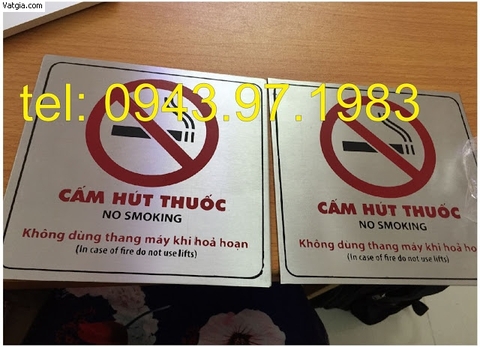 Vatgia.com
tel: 0943.97.1983
CẤM HÚT THUỐC
NO SMOKING
Không dùng thang máy khi hoả hoạn
(In case of fire do not use lifts)
CẤM HÚT THUỐC
NO SMOKING
Không dùng thang máy khi hoả ho
(In case of fire do not use lifts)